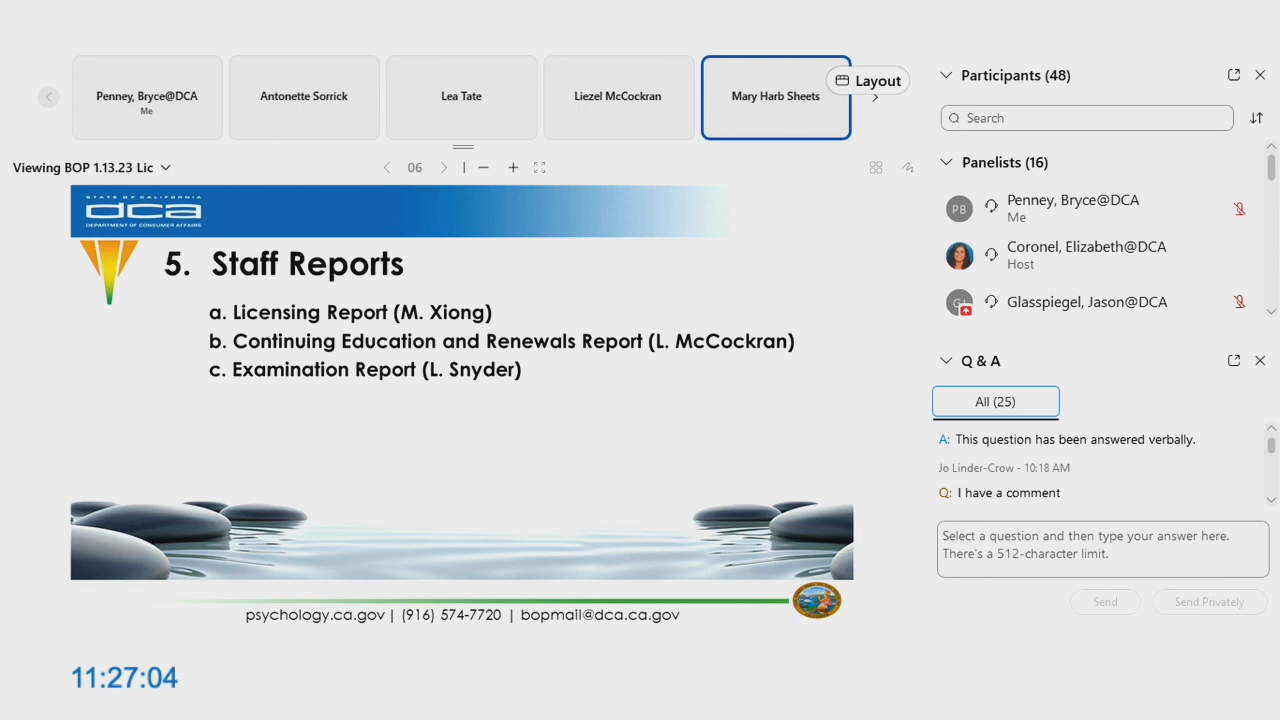 Penney, Bryce@DCA
Me
Antonette Sorrick
Lea Tate
Liezel McCockran
Mary Harb Sheets
Layout
Viewing BOP 1.13.23 Lic
06
STATE OF CALIFORNIA
dca
DEPARTMENT OF CONSUMER AFFAIRS
5. Staff Reports
a. Licensing Report (M. Xiong)
b. Continuing Education and Renewals Report (L. McCockran)
c. Examination Report (L. Snyder)
psychology.ca.gov | (916) 574-7720 | bopmail@dca.ca.gov
11:27:04
Participants (48)
Search
Panelists (16)
PB
Penney, Bryce@DCA
Me
Coronel, Elizabeth@DCA
Host
GJ
Glasspiegel, Jason@DCA
Q & A
All (25)
A: This question has been answered verbally.
Jo Linder-Crow - 10:18 AM
Q: I have a comment
Select a question and then type your answer here.
There's a 512-character limit.
Send
Send Privately